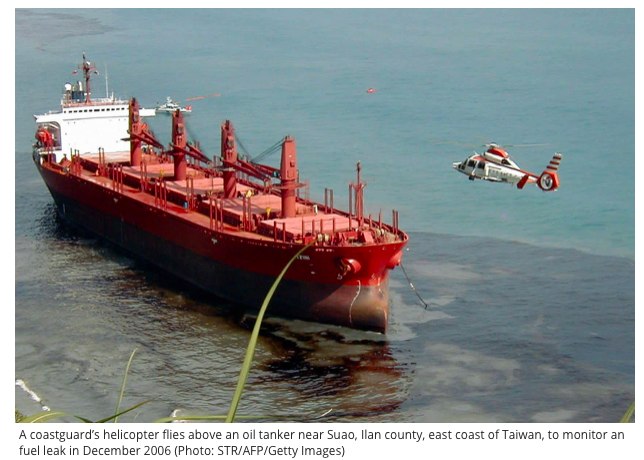 A coastguard's helicopter flies above an oil tanker near Suao, Ilan county, east coast of Taiwan, to monitor an
fuel leak in December 2006 (Photo: STR/AFP/Getty Images)